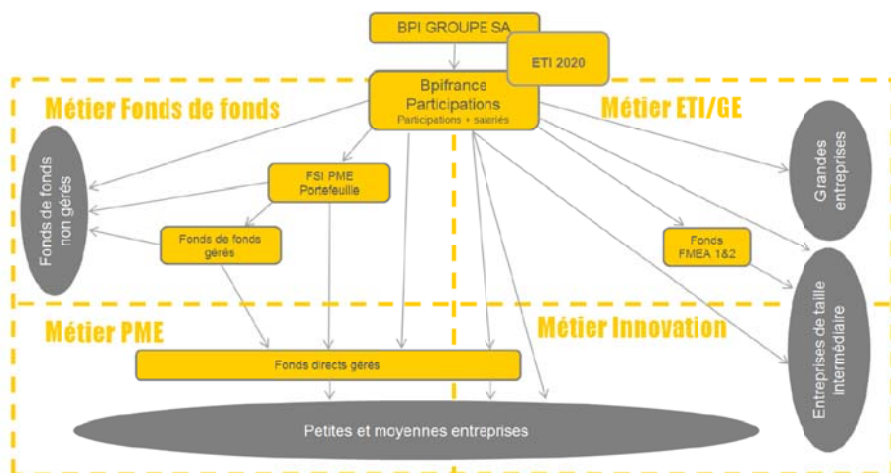 BPI GROUPE SA
ETI 2020
Bpifrance
Participations
Participations + salariés
Métier Fonds de fonds
Métier ETI/GE
Fonds de fonds
non gérés
FSI PME
Portefeuille
Fonds de fonds
gérés
Grandes
entreprises
Fonds
FMEA 1&2
Métier PME
Métier Innovation
Entreprises de taille
intermédiaire
Fonds directs gérés
Petites et moyennes entreprises